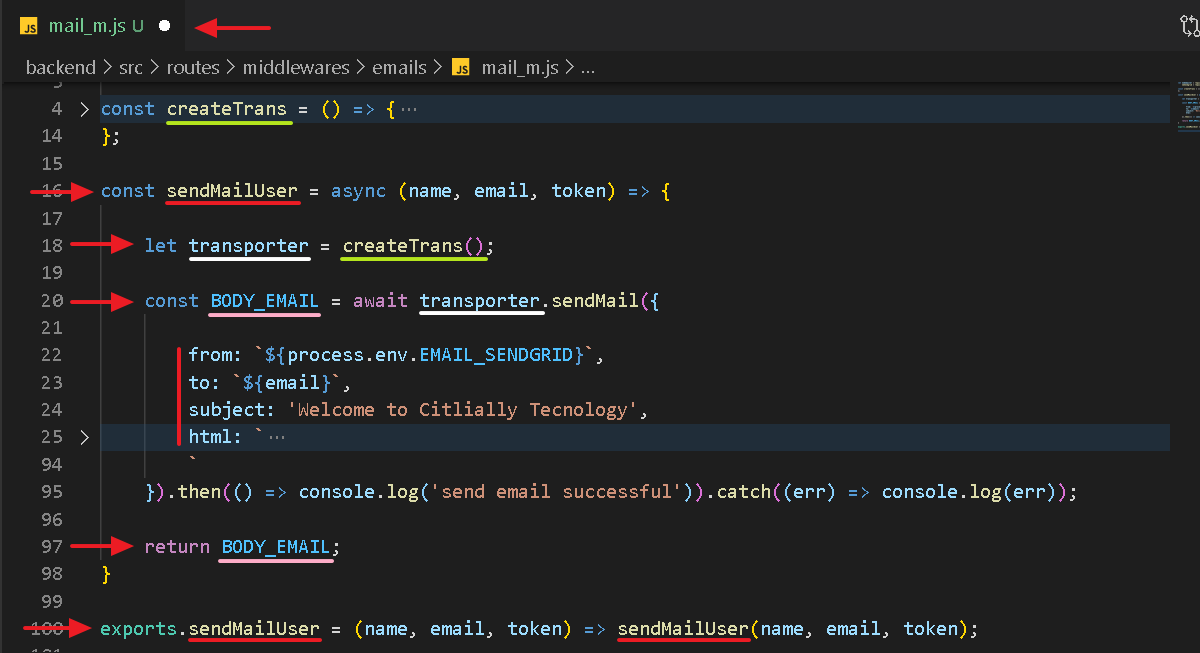 JS mail_m.js U
backend > src > routes > middlewares > emails > JS mail_m.js > ...
4 > const createTrans = () => { ...
14 };
15
16 const sendMailUser = async (name, email, token) => {
17
18 let transporter = createTrans();
19
20 const BODY_EMAIL = await transporter.sendMail({
21
22 from: `${process.env.EMAIL_SENDGRID}`,
23 to: `${email}`,
24 subject: 'Welcome to Citlially Tecnology',
25 > html: ` ...
94 `
95 }).then(() => console.log('send email successful')).catch((err) => console.log(err));
96
97 return BODY_EMAIL;
98 }
99
100 exports.sendMailUser = (name, email, token) => sendMailUser(name, email, token);